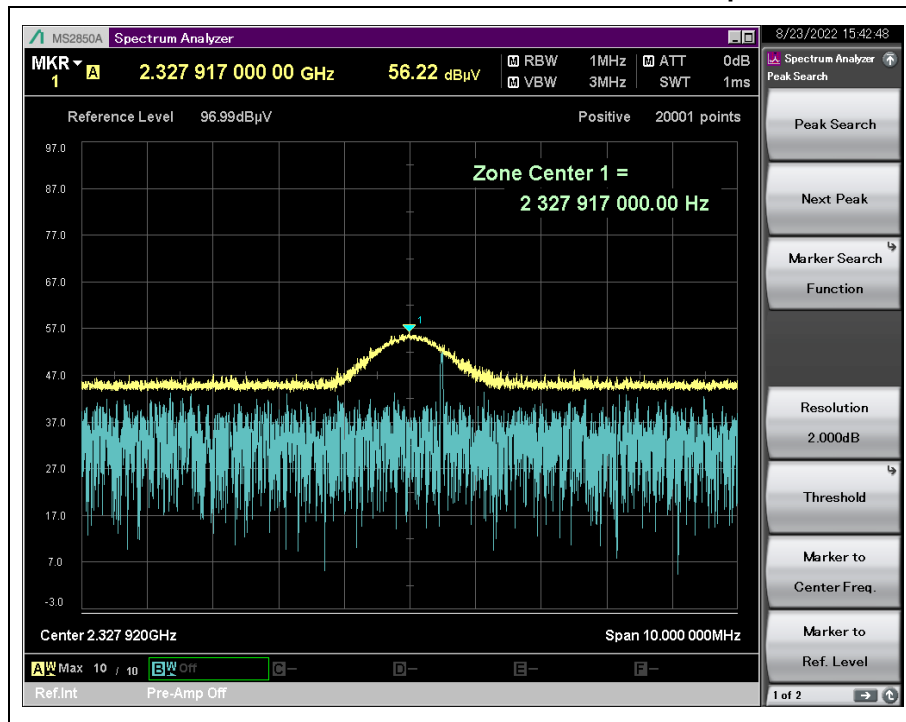 MS2850A Spectrum Analyzer
8/23/2022 15:42:48
MKR 1 A 2.327 917 000 00 GHz 56.22 dBµV
M RBW 1MHz M ATT 0dB
M VBW 3MHz SWT 1ms
Reference Level 96.99dBµV Positive 20001 points
Zone Center 1 =
2 327 917 000.00 Hz
97.0
87.0
77.0
67.0
57.0
47.0
37.0
27.0
17.0
7.0
-3.0
1
Center 2.327 920GHz Span 10.000 000MHz
A W Max 10 / 10 B W Off C - D - E - F -
Ref.Int Pre-Amp Off
Spectrum Analyzer
Peak Search
Peak Search
Next Peak
Marker Search
Function
Resolution
2.000dB
Threshold
Marker to
Center Freq.
Marker to
Ref. Level
1 of 2